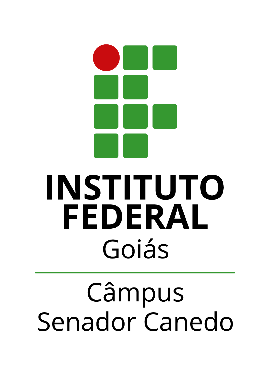 INSTITUTO
FEDERAL
Goiás
Câmpus
Senador Canedo